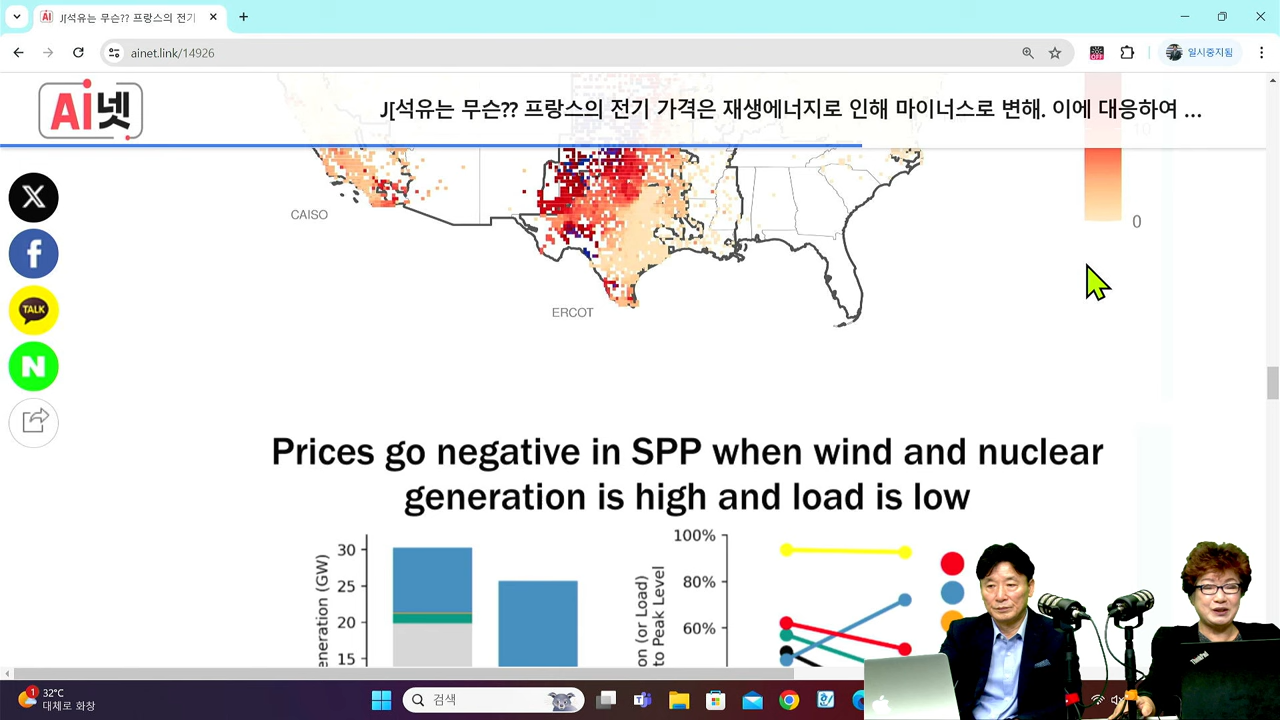 J[석유는 무슨?? 프랑스의 전기
ainet.link/14926
OFF
일시중지됨
Ai넷
J[석유는 무슨?? 프랑스의 전기 가격은 재생에너지로 인해 마이너스로 변해. 이에 대응하여 ...
10
0
CAISO
ERCOT
TALK
N
Prices go negative in SPP when wind and nuclear
generation is high and load is low
30
25
20
15
eneration (GW)
100%
80%
60%
on (or Load)
to Peak Level
1
32°C
대체로 화창
검색